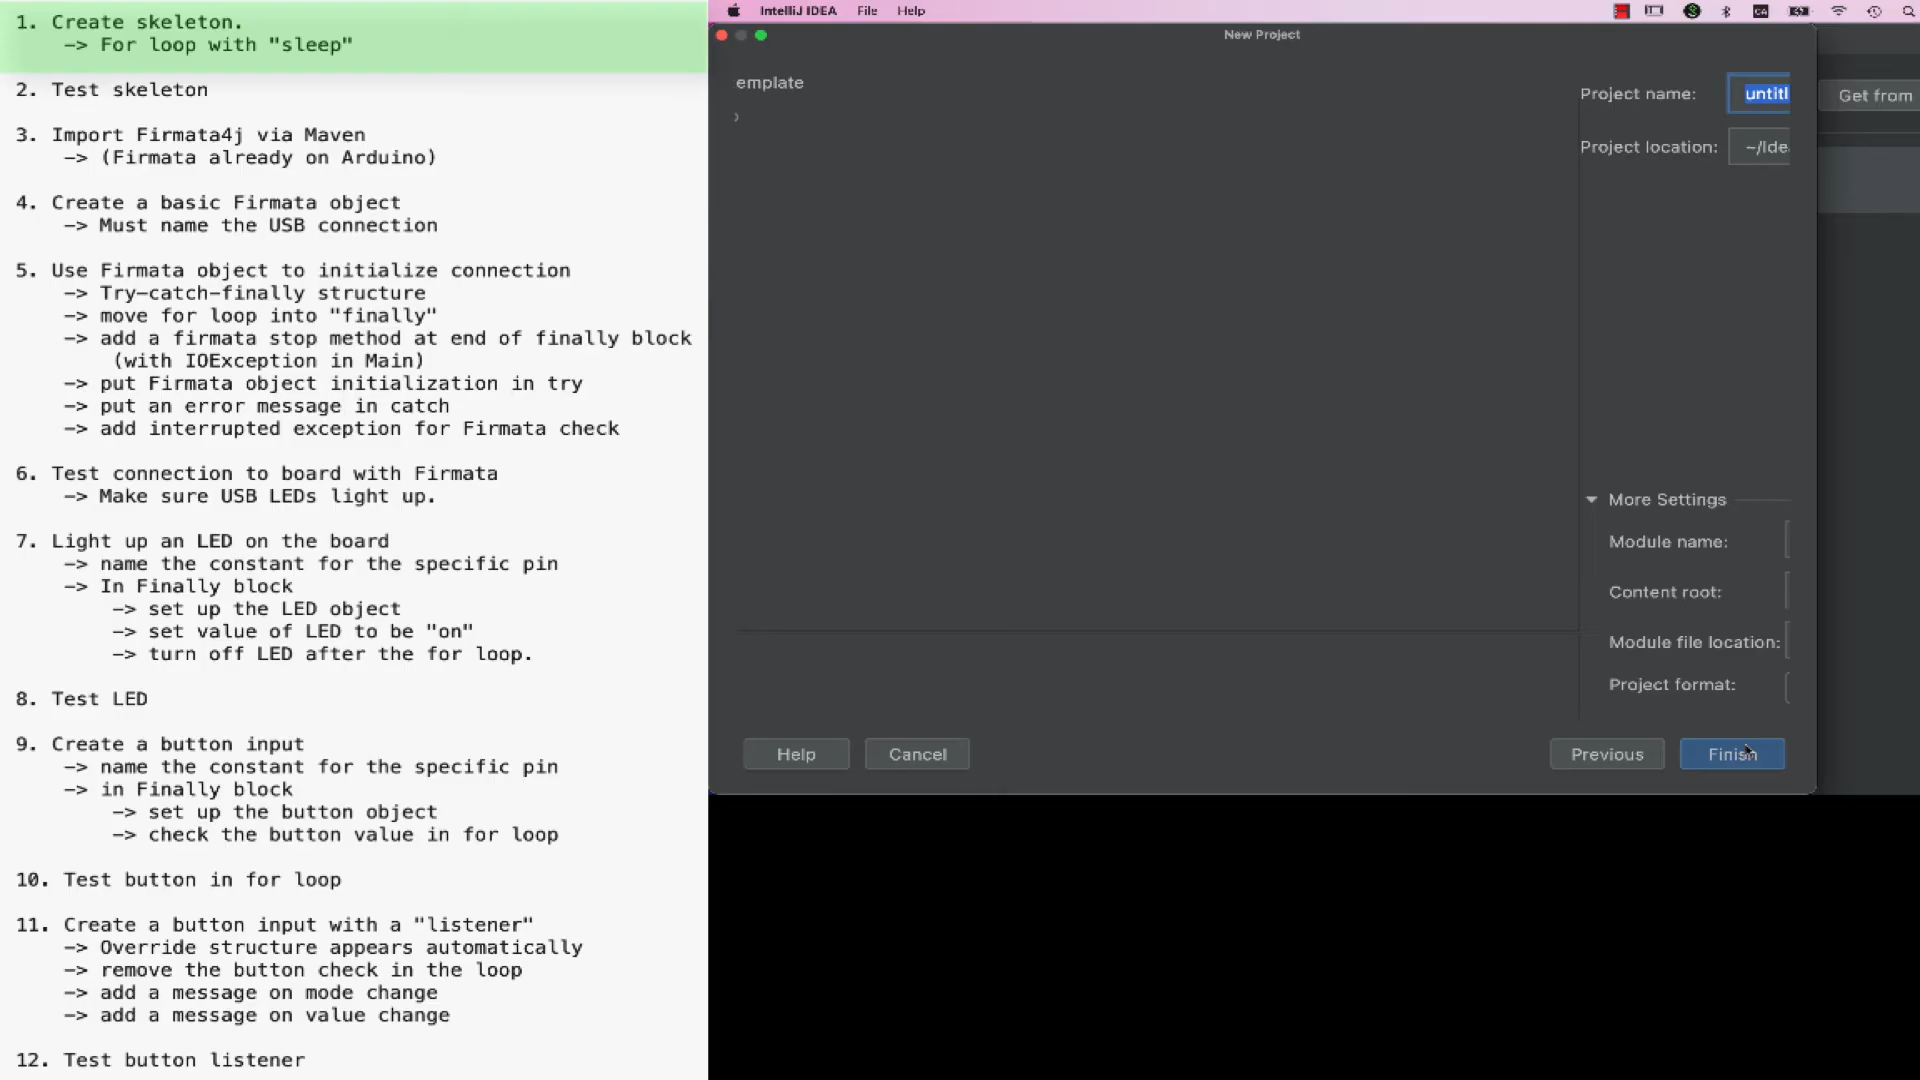 1. Create skeleton.
-> For loop with "sleep"
2. Test skeleton
3. Import Firmata4j via Maven
-> (Firmata already on Arduino)
4. Create a basic Firmata object
-> Must name the USB connection
5. Use Firmata object to initialize connection
-> Try-catch-finally structure
-> move for loop into "finally"
-> add a firmata stop method at end of finally block
(with IOException in Main)
-> put Firmata object initialization in try
-> put an error message in catch
-> add interrupted exception for Firmata check
6. Test connection to board with Firmata
-> Make sure USB LEDs light up.
7. Light up an LED on the board
-> name the constant for the specific pin
-> In Finally block
-> set up the LED object
-> set value of LED to be "on"
-> turn off LED after the for loop.
8. Test LED
9. Create a button input
-> name the constant for the specific pin
-> in Finally block
-> set up the button object
-> check the button value in for loop
10. Test button in for loop
11. Create a button input with a "listener"
-> Override structure appears automatically
-> remove the button check in the loop
-> add a message on mode change
-> add a message on value change
12. Test button listener
IntelliJ IDEA File Help
New Project
emplate
Project name: untitl
Get from
Project location: ~/Ide
More Settings
Module name:
Content root:
Module file location:
Project format:
Help Cancel Previous Finish